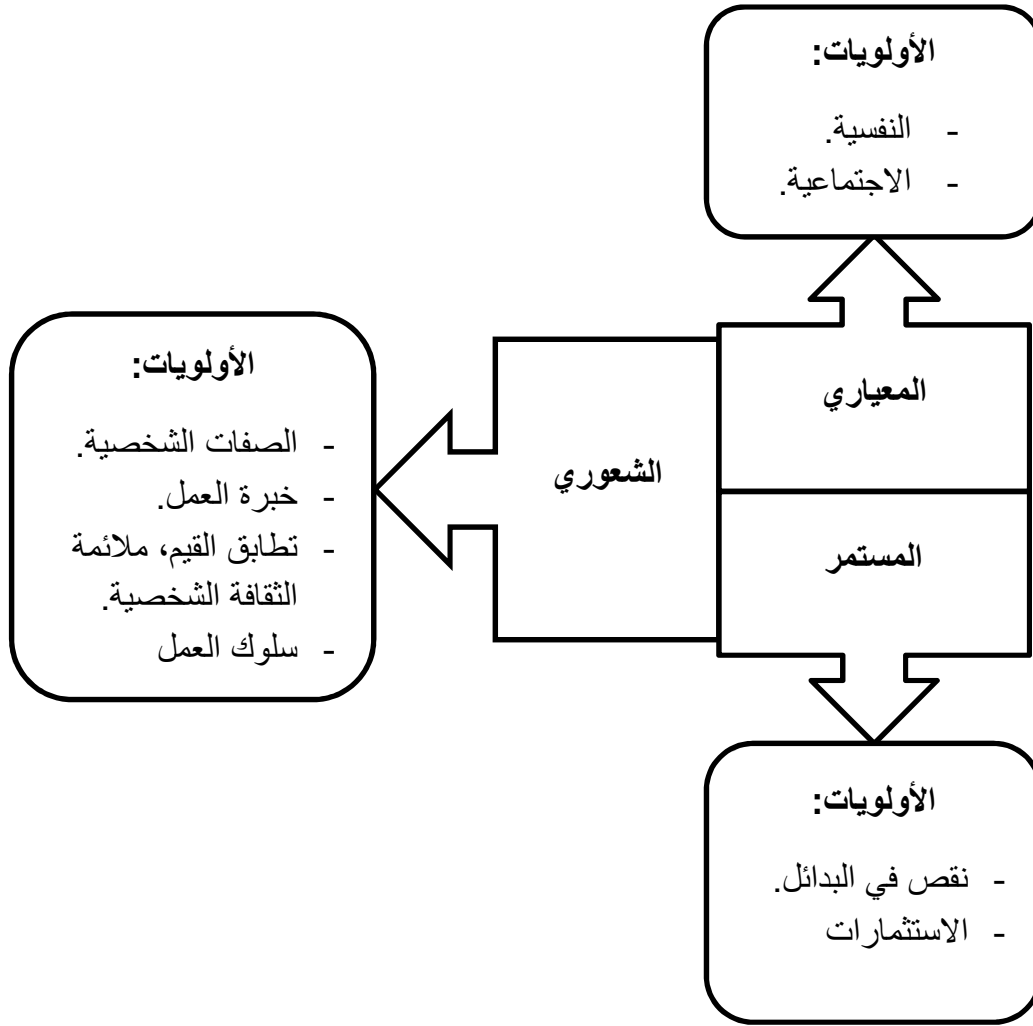 الأولويات:
- النفسية.
- الاجتماعية.
المعياري
الشعوري
المستمر
الأولويات:
- الصفات الشخصية.
- خبرة العمل.
- تطابق القيم، ملائمة
الثقافة الشخصية.
- سلوك العمل
الأولويات:
- نقص في البدائل.
- الاستثمارات